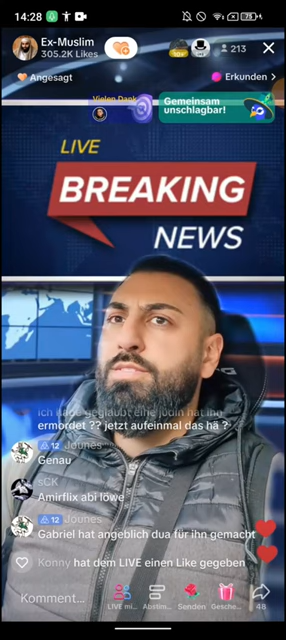 14:28
75
Ex-Muslim
305.2K Likes
213
Angesagt
Erkunden >
Vielen Dank
Gemeinsam
unschlagbar!
LIVE
BREAKING
NEWS
ich habe geglaubt eine jüdin hat ihn
ermordet ?? jetzt aufeinmal das hä ?
12 Jounes
Genau
sCK
Amirflix abi löwe
12 Jounes
Gabriel hat angeblich dua für ihn gemacht
Konny hat dem LIVE einen Like gegeben
Komment...
LIVE mi...
Abstim...
Senden
Gesche...
48